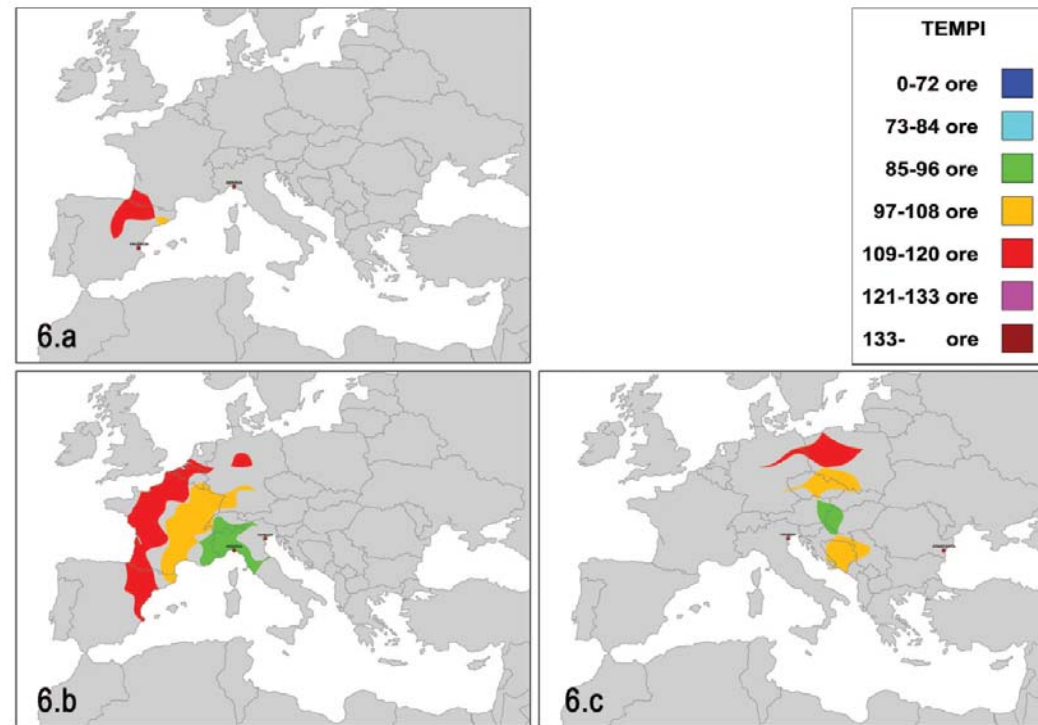 TEMPI
0-72 ore
73-84 ore
85-96 ore
97-108 ore
109-120 ore
121-133 ore
133- ore
6.a
6.b
6.c